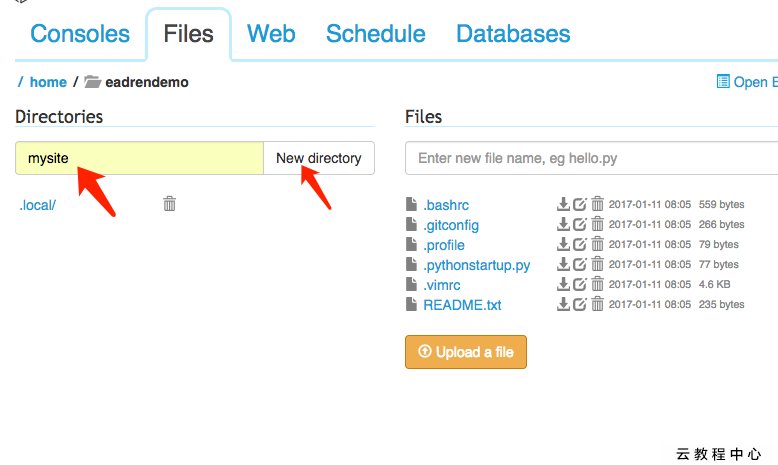 Consoles Files Web Schedule Databases
/ home / eadrendemo Open
Directories
mysite New directory
.local/
Files
Enter new file name, eg hello.py
.bashrc 2017-01-11 08:05 559 bytes
.gitconfig 2017-01-11 08:05 266 bytes
.profile 2017-01-11 08:05 79 bytes
.pythonstartup.py 2017-01-11 08:05 77 bytes
.vimrc 2017-01-11 08:05 4.6 KB
README.txt 2017-01-11 08:05 235 bytes
Upload a file
云教程中心